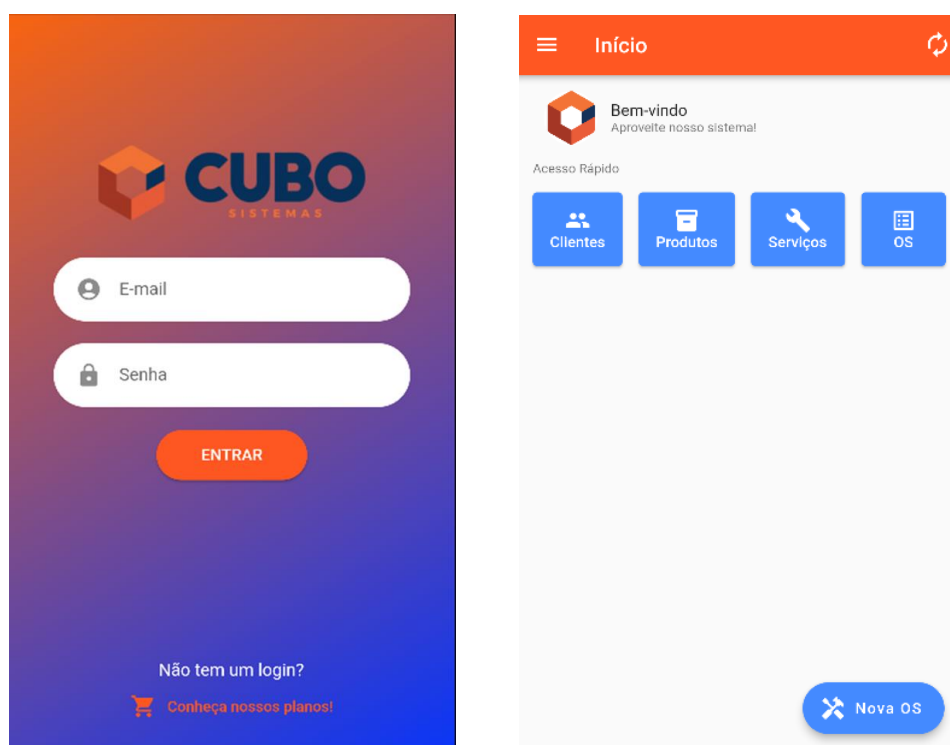 CUBO
SISTEMAS
E-mail
Senha
ENTRAR
Não tem um login?
Conheça nossos planos!
Início
Bem-vindo
Aproveite nosso sistema!
Acesso Rápido
Clientes
Produtos
Serviços
OS
Nova OS